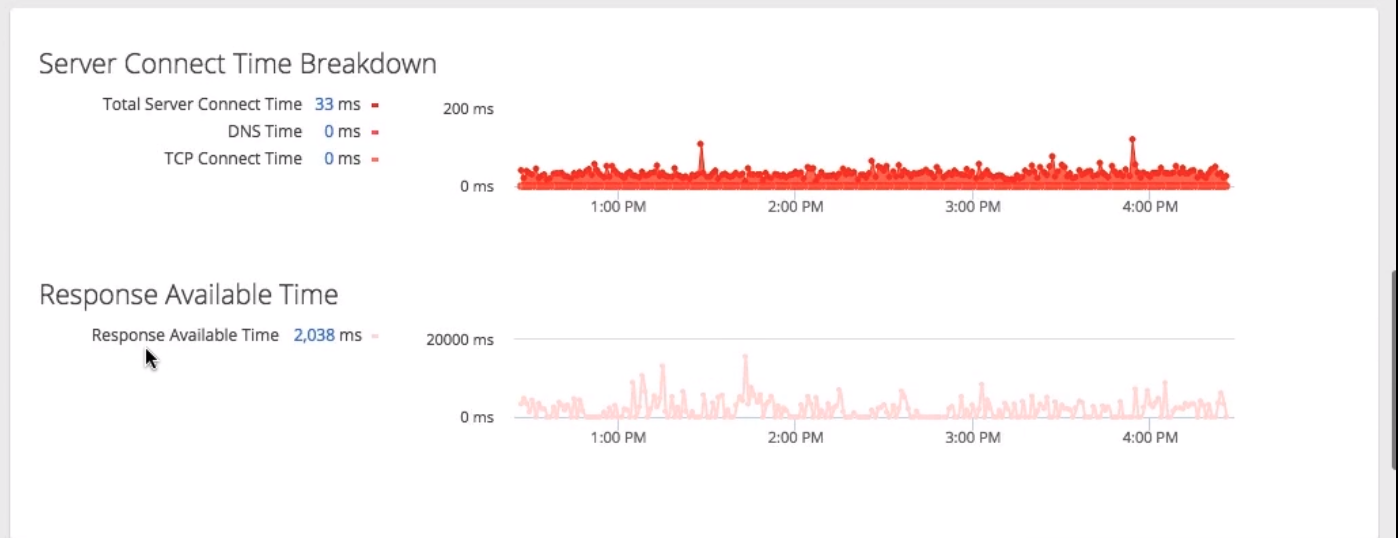 Server Connect Time Breakdown
Total Server Connect Time 33 ms
DNS Time 0 ms
TCP Connect Time 0 ms
200 ms
0 ms
1:00 PM 2:00 PM 3:00 PM 4:00 PM
Response Available Time
Response Available Time 2,038 ms
20000 ms
0 ms
1:00 PM 2:00 PM 3:00 PM 4:00 PM